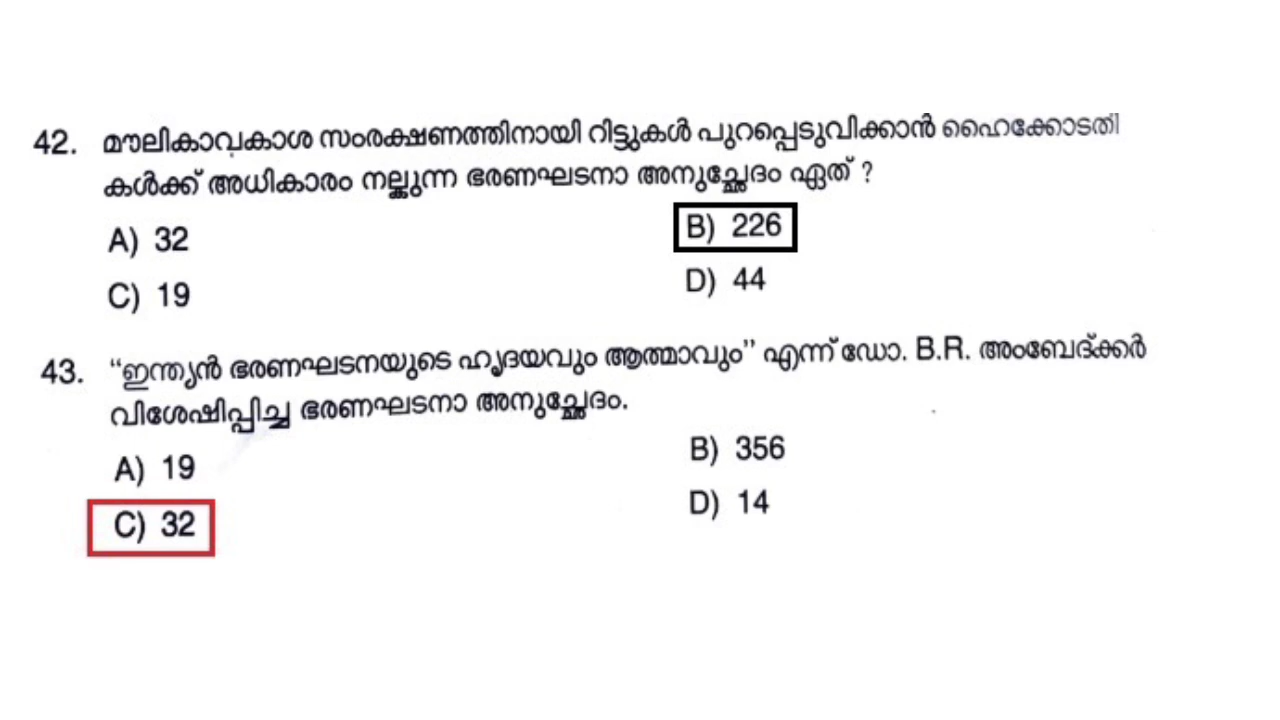 42. മൗലികാവകാശ സംരക്ഷണത്തിനായി റിട്ടുകൾ പുറപ്പെടുവിക്കാൻ ഹൈക്കോടതി
കൾക്ക് അധികാരം നല്കുന്ന ഭരണഘടനാ അനുച്ഛേദം ഏത് ?
A) 32 B) 226
C) 19 D) 44
43. “ഇന്ത്യൻ ഭരണഘടനയുടെ ഹൃദയവും ആത്മാവും” എന്ന് ഡോ. B.R. അംബേദ്ക്കർ
വിശേഷിപ്പിച്ച ഭരണഘടനാ അനുച്ഛേദം.
A) 19 B) 356
C) 32 D) 14